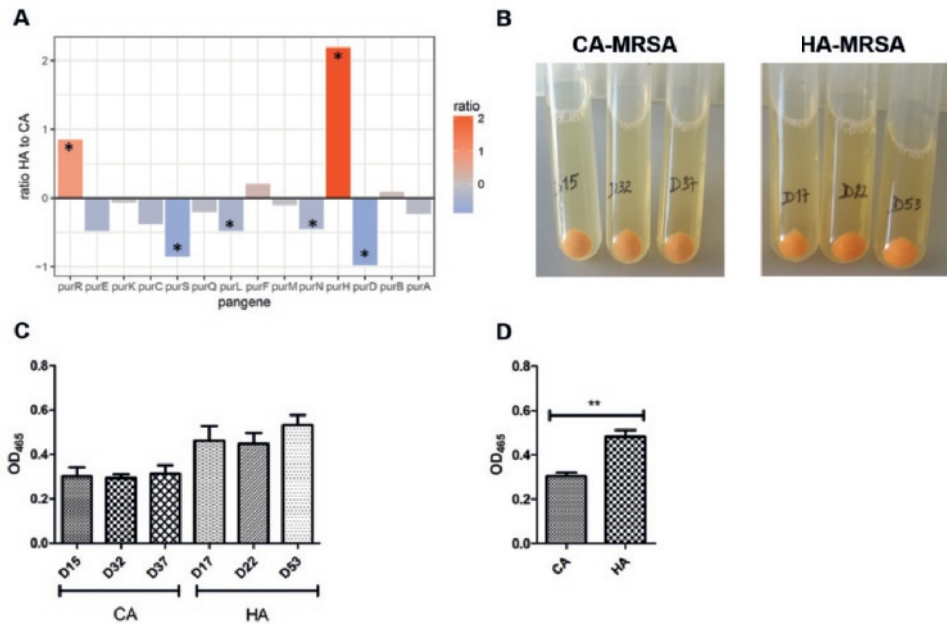 A
ratio HA to CA
2
1
0
−1
purR purE purK purC purS purQ purL purF purM purN purH purD purB purA
pangene
* * * * * *
ratio
2
1
0
B
CA-MRSA
HA-MRSA
D15 D32 D37
D17 D22 D53
C
OD465
0.8
0.6
0.4
0.2
0.0
D15 D32 D37 D17 D22 D53
CA
HA
D
OD465
0.8
0.6
0.4
0.2
0.0
**
CA HA